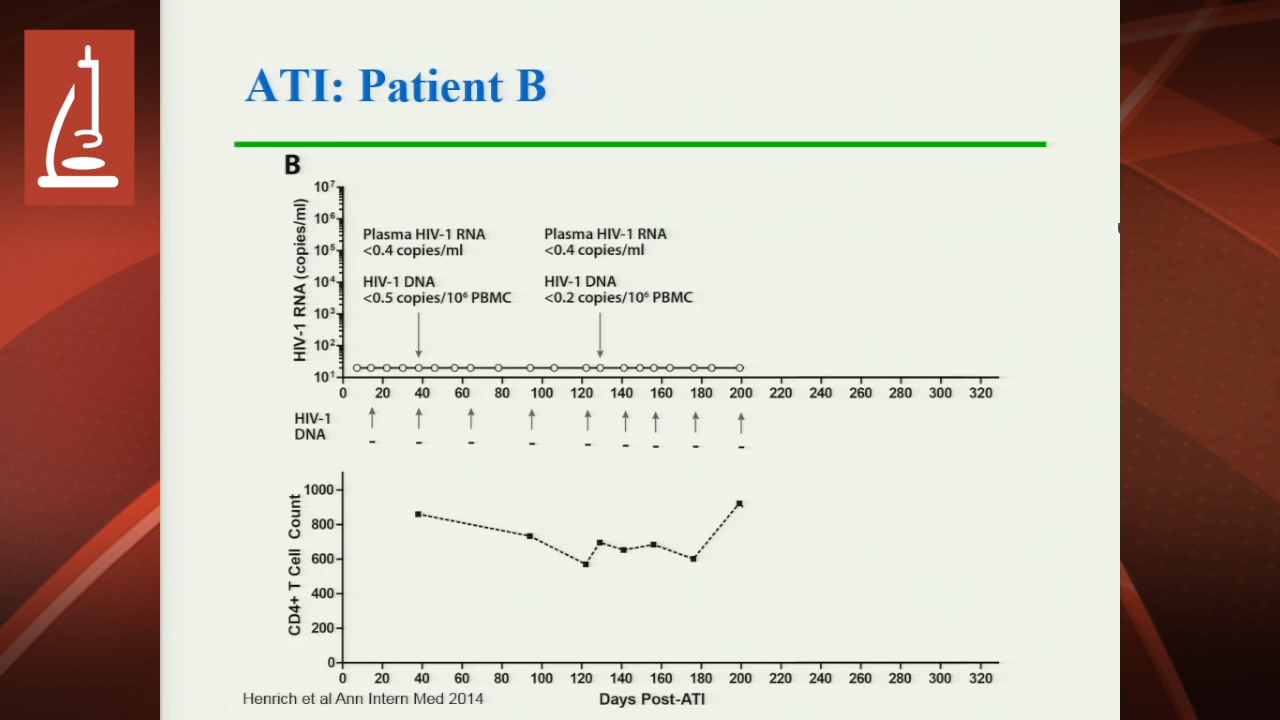 ATI: Patient B
B
HIV-1 RNA (copies/ml)
10⁷
10⁶
10⁵
10⁴
10³
10²
10¹
Plasma HIV-1 RNA
<0.4 copies/ml
HIV-1 DNA
<0.5 copies/10⁶ PBMC
Plasma HIV-1 RNA
<0.4 copies/ml
HIV-1 DNA
<0.2 copies/10⁶ PBMC
0 20 40 60 80 100 120 140 160 180 200 220 240 260 280 300 320
HIV-1
DNA
- - - - - - - - -
CD4+ T Cell Count
1000
800
600
400
200
0
0 20 40 60 80 100 120 140 160 180 200 220 240 260 280 300 320
Days Post-ATI
Henrich et al Ann Intern Med 2014